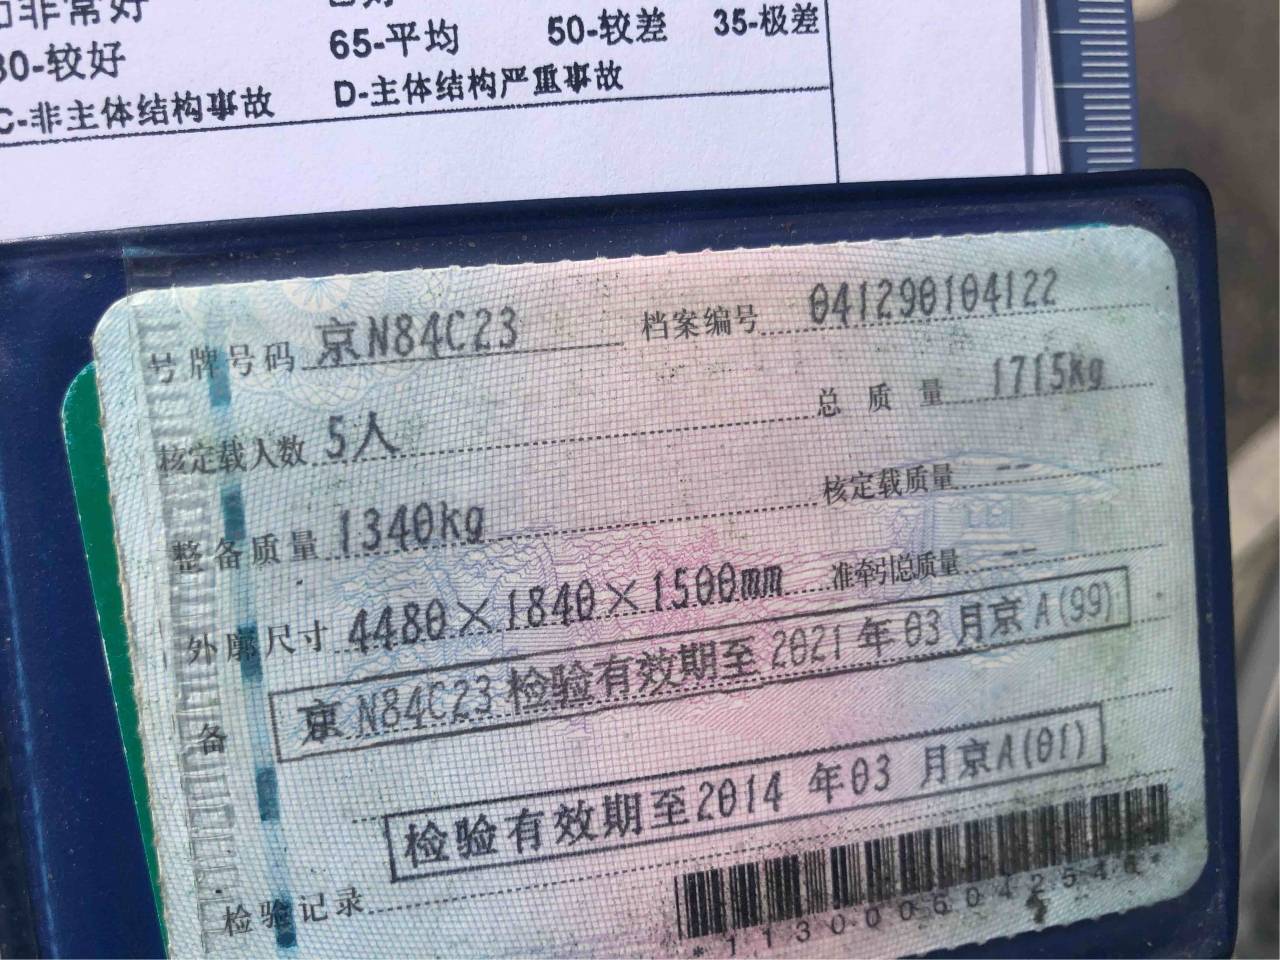 非常好
80-较好 65-平均 50-较差 35-极差
C-非主体结构事故 D-主体结构严重事故
号牌号码 京N84C23 档案编号 041290104122
核定载人数 5人 总质量 1715kg
整备质量 1340kg 核定载质量 --
外廓尺寸 4480×1840×1500mm 准牵引总质量 --
京N84C23检验有效期至2021年03月京A(99)
备
检验有效期至2014年03月京A(01)
检验记录
*1130006042546*